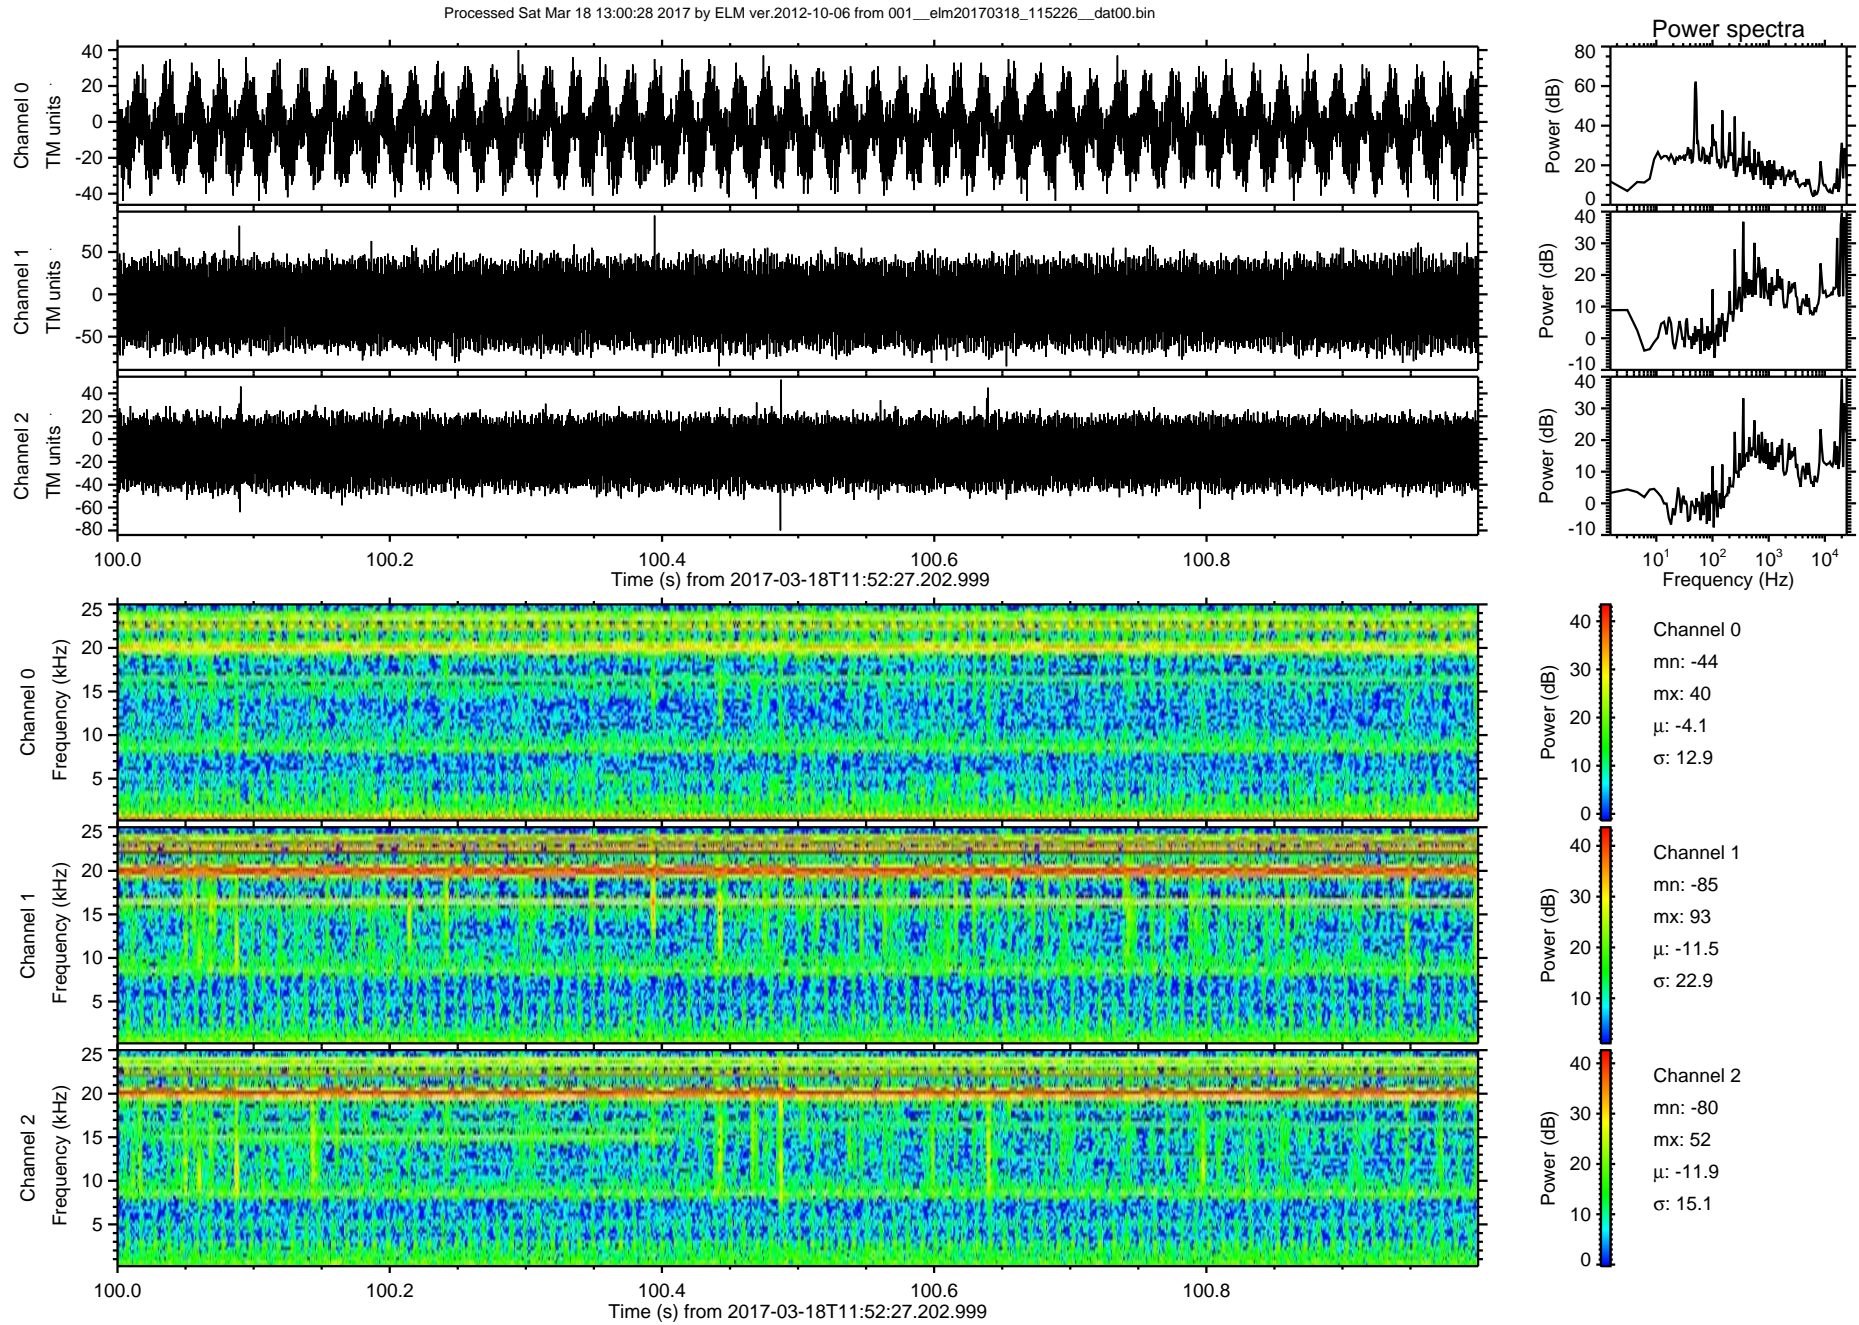 Processed Sat Mar 18 13:00:28 2017 by ELM ver.2012-10-06 from 001__elm20170318_115226__dat00.bin
Power spectra
Channel 0
TM units
40
20
0
-20
-40
Power (dB)
80
60
40
20
0
Channel 1
TM units
50
0
-50
Power (dB)
40
30
20
10
0
-10
Channel 2
TM units
40
20
0
-20
-40
-60
-80
Power (dB)
40
30
20
10
0
-10
100.0 100.2 100.4 100.6 100.8
Time (s) from 2017-03-18T11:52:27.202.999
10^1 10^2 10^3 10^4
Frequency (Hz)
Channel 0
Frequency (kHz)
25
20
15
10
5
Power (dB)
40
30
20
10
0
Channel 0
mn: -44
mx: 40
μ: -4.1
σ: 12.9
Channel 1
Frequency (kHz)
25
20
15
10
5
Power (dB)
40
30
20
10
Channel 1
mn: -85
mx: 93
μ: -11.5
σ: 22.9
Channel 2
Frequency (kHz)
25
20
15
10
5
Power (dB)
40
30
20
10
0
Channel 2
mn: -80
mx: 52
μ: -11.9
σ: 15.1
100.0 100.2 100.4 100.6 100.8
Time (s) from 2017-03-18T11:52:27.202.999